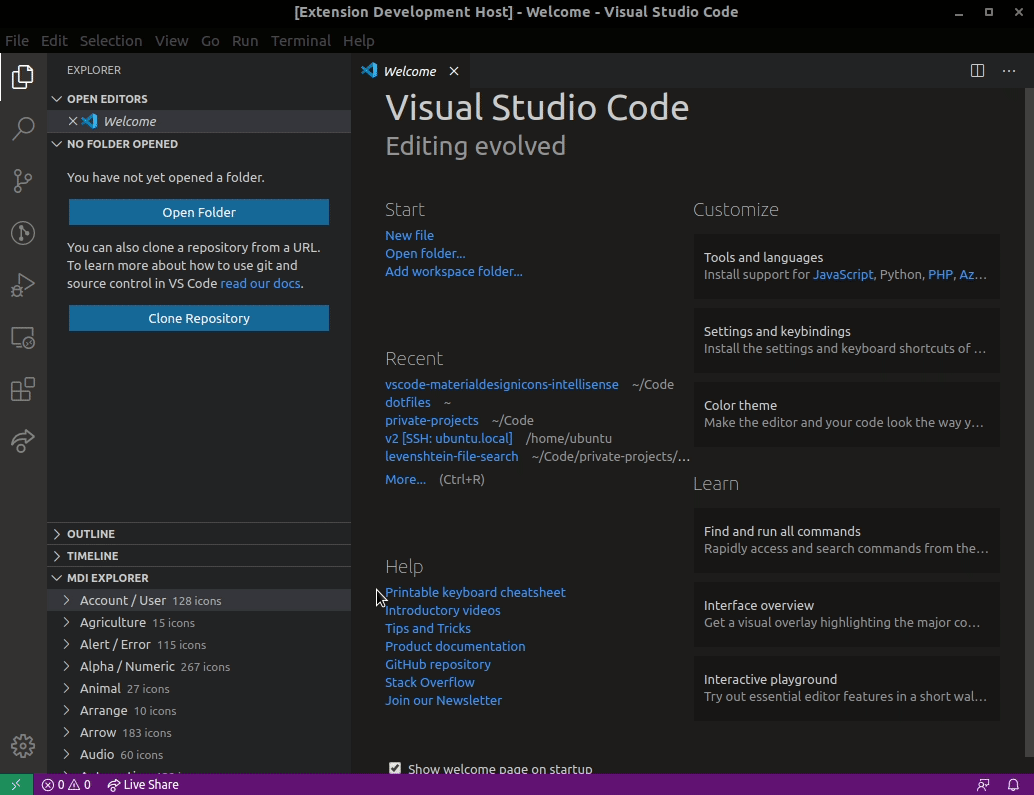 [Extension Development Host] - Welcome - Visual Studio Code
File Edit Selection View Go Run Terminal Help
EXPLORER
OPEN EDITORS
Welcome
NO FOLDER OPENED
You have not yet opened a folder.
Open Folder
You can also clone a repository from a URL.
To learn more about how to use git and
source control in VS Code read our docs.
Clone Repository
OUTLINE
TIMELINE
MDI EXPLORER
Account / User 128 icons
Agriculture 15 icons
Alert / Error 115 icons
Alpha / Numeric 267 icons
Animal 27 icons
Arrange 10 icons
Arrow 183 icons
Audio 60 icons
Welcome
Visual Studio Code
Editing evolved
Start
New file
Open folder...
Add workspace folder...
Recent
vscode-materialdesignicons-intellisense ~/Code
dotfiles ~
private-projects ~/Code
v2 [SSH: ubuntu.local] /home/ubuntu
levenshtein-file-search ~/Code/private-projects/...
More... (Ctrl+R)
Help
Printable keyboard cheatsheet
Introductory videos
Tips and Tricks
Product documentation
GitHub repository
Stack Overflow
Join our Newsletter
Customize
Tools and languages
Install support for JavaScript, Python, PHP, Az...
Settings and keybindings
Install the settings and keyboard shortcuts of ...
Color theme
Make the editor and your code look the way y...
Learn
Find and run all commands
Rapidly access and search commands from the...
Interface overview
Get a visual overlay highlighting the major co...
Interactive playground
Try out essential editor features in a short wal...
Show welcome page on startup
0 0 Live Share